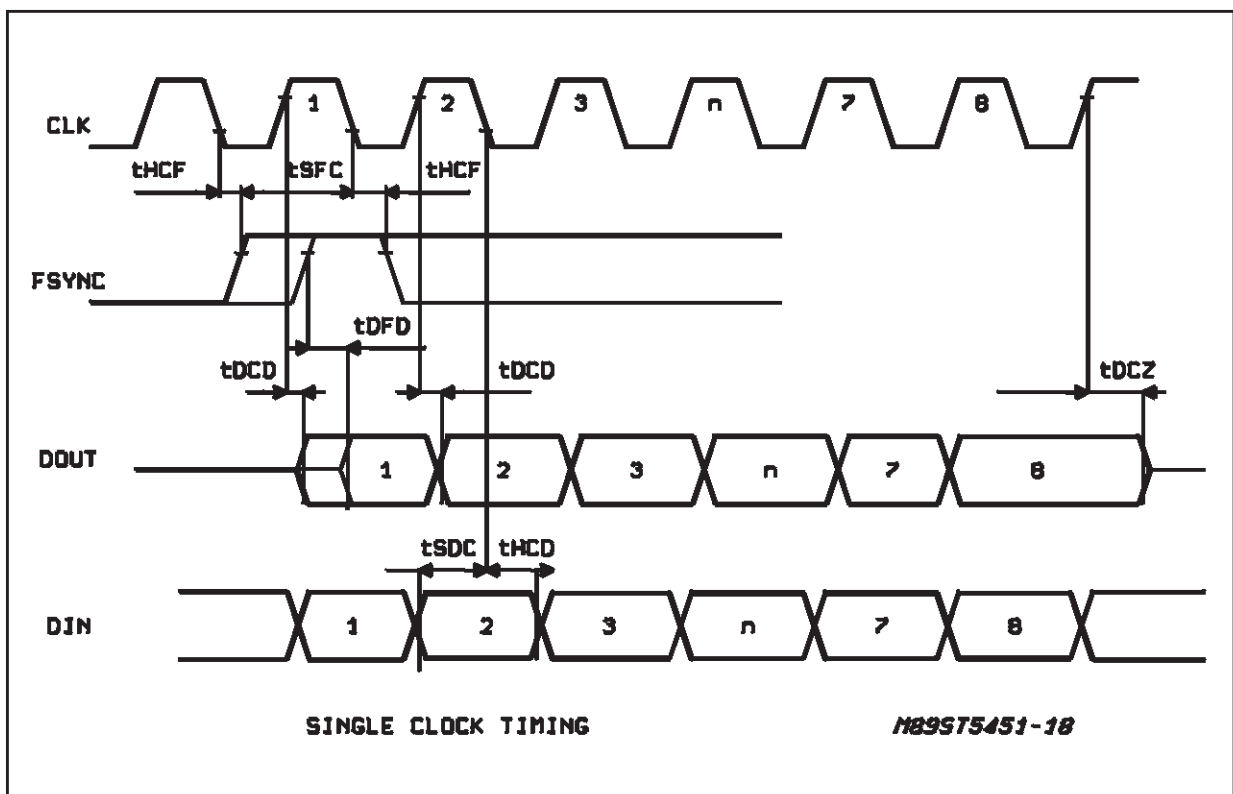 CLK 1 2 3 n 7 8
tHCF tSFC tHCF
FSYNC
tDFD
tDCD tDCD tDCZ
DOUT 1 2 3 n 7 8
tSDC tHCD
DIN 1 2 3 n 7 8
SINGLE CLOCK TIMING M89ST5451-18